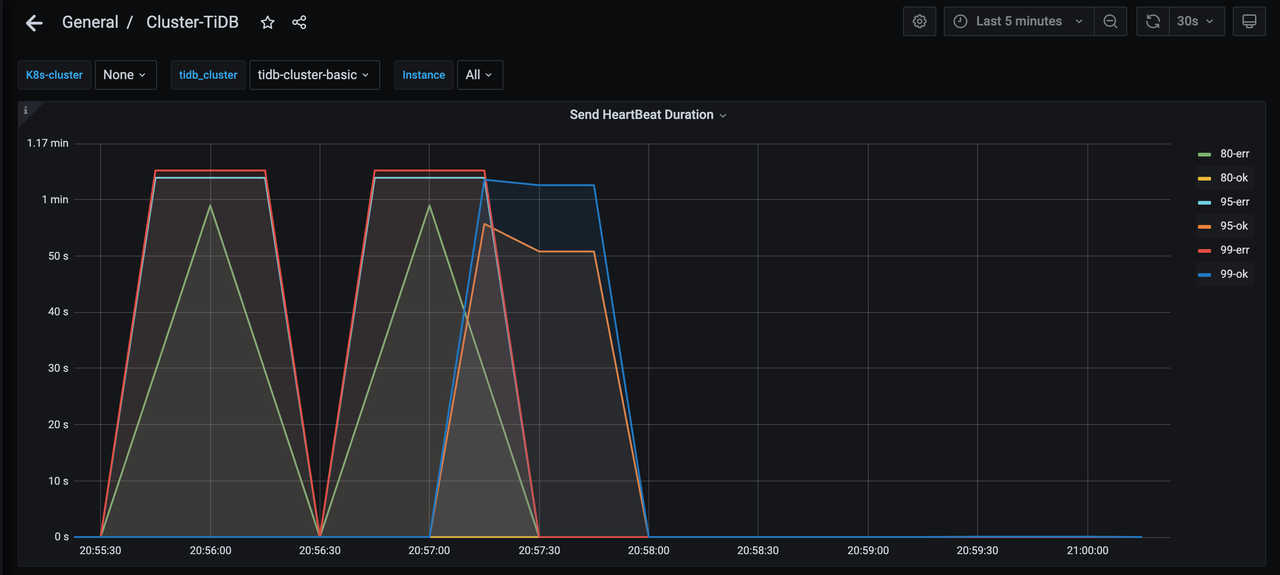 General / Cluster-TiDB
Last 5 minutes
30s
K8s-cluster None tidb_cluster tidb-cluster-basic Instance All
i
Send HeartBeat Duration
1.17 min
1 min
50 s
40 s
30 s
20 s
10 s
0 s
20:55:30 20:56:00 20:56:30 20:57:00 20:57:30 20:58:00 20:58:30 20:59:00 20:59:30 21:00:00
80-err
80-ok
95-err
95-ok
99-err
99-ok